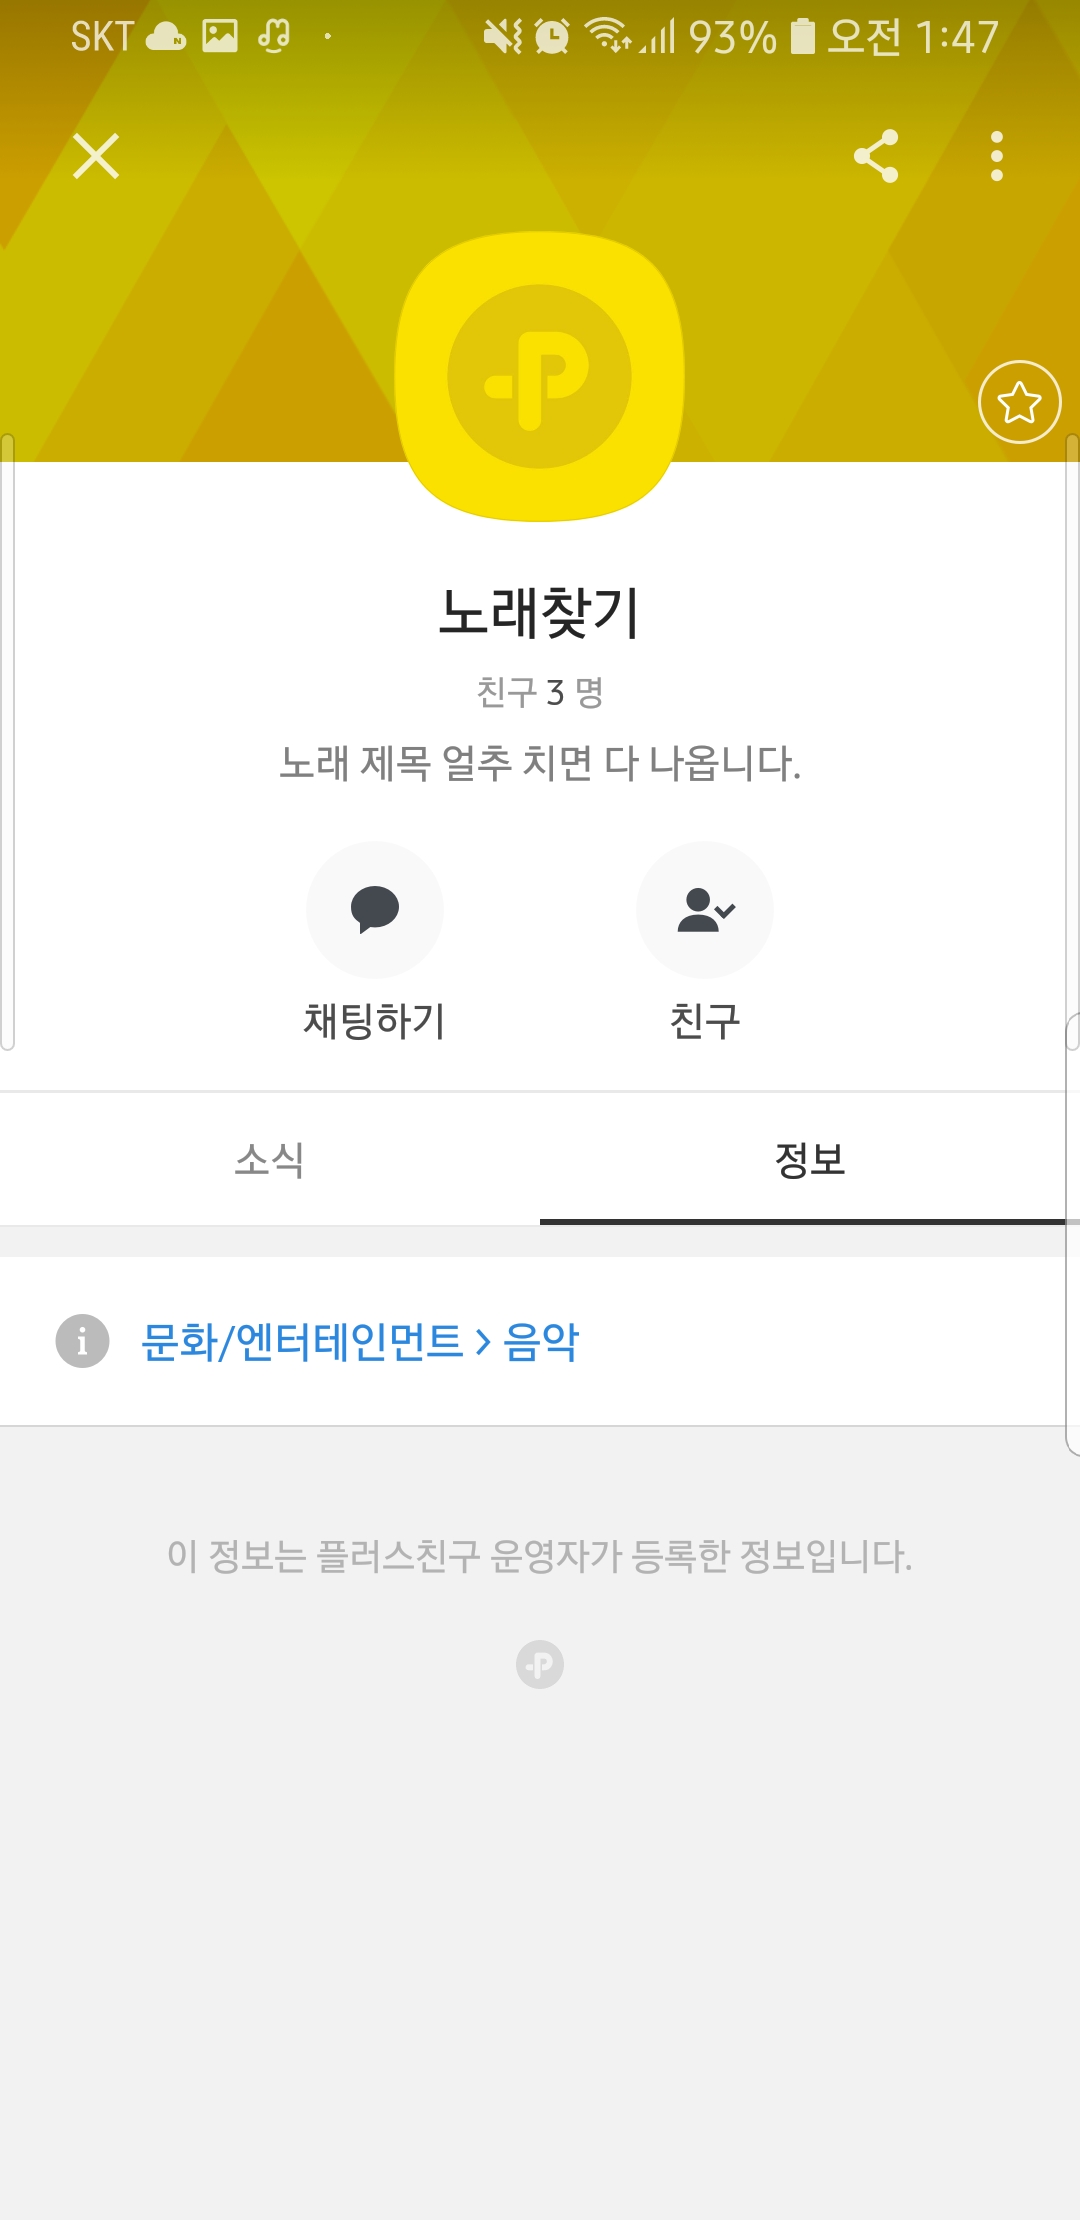 SKT 93% 오전 1:47
노래찾기
친구 3 명
노래 제목 얼추 치면 다 나옵니다.
채팅하기 친구
소식 정보
문화/엔터테인먼트 > 음악
이 정보는 플러스친구 운영자가 등록한 정보입니다.